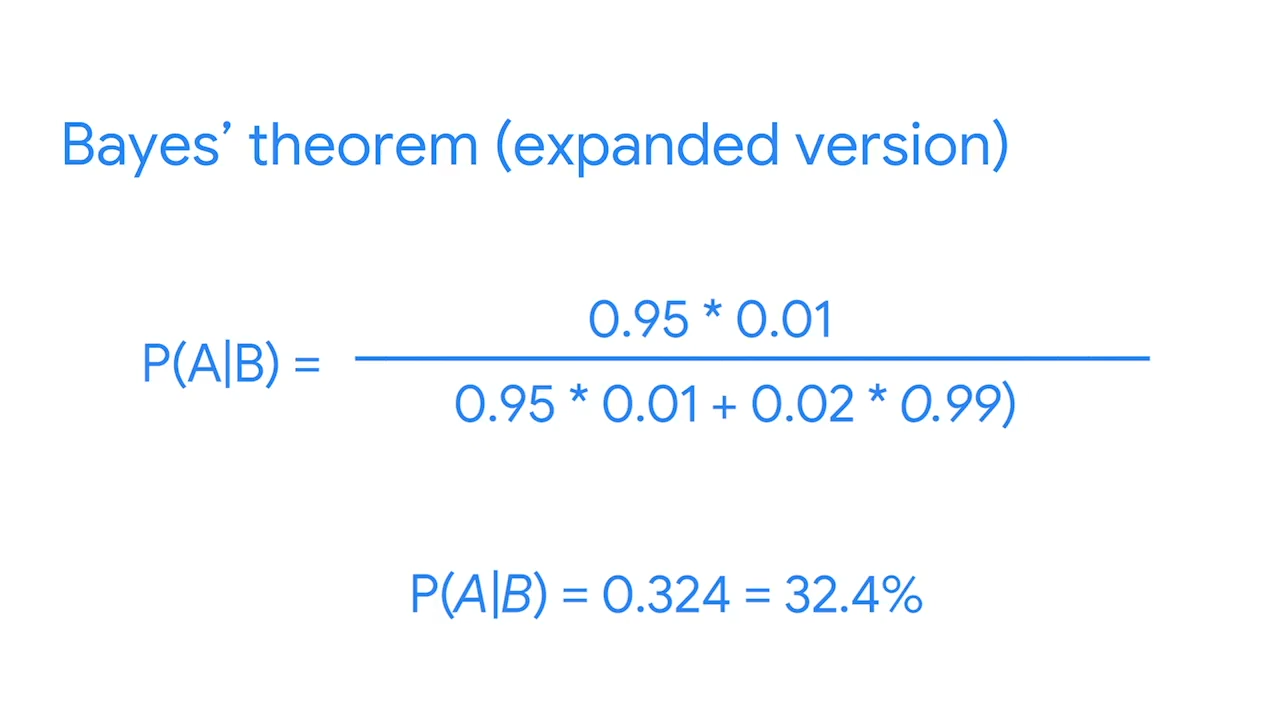 Bayes’ theorem (expanded version)
0.95 * 0.01
P(A|B) =
0.95 * 0.01 + 0.02 * 0.99)
P(A|B) = 0.324 = 32.4%